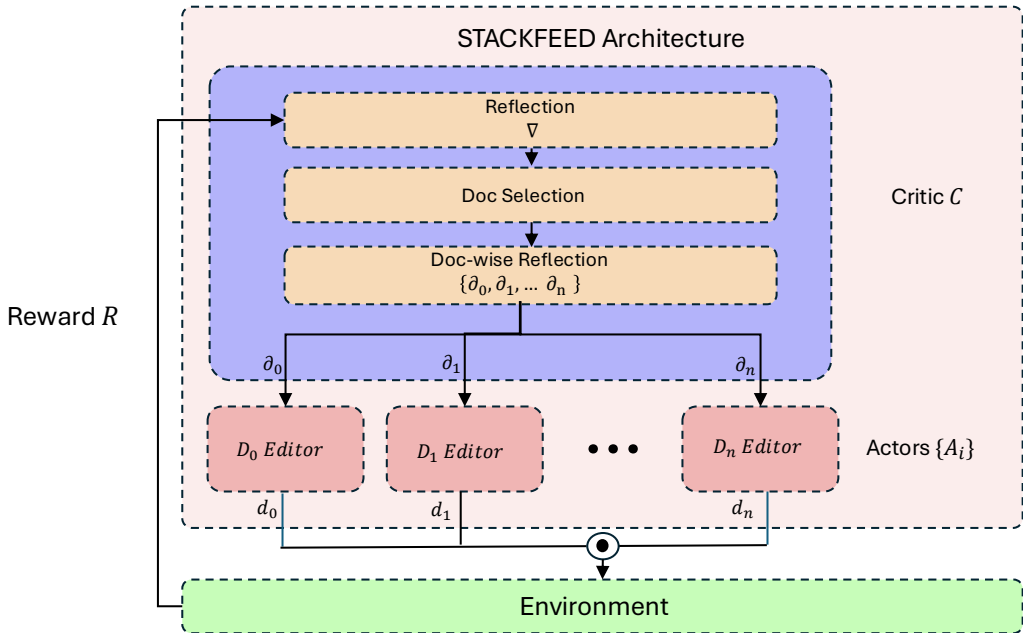 STACKFEED Architecture
Reflection
∇
Doc Selection
Doc-wise Reflection
{∂₀, ∂₁, … ∂ₙ }
Critic C
Reward R
∂₀
∂₁
∂ₙ
D₀ Editor
D₁ Editor
Dₙ Editor
Actors {Aᵢ}
d₀
d₁
dₙ
Environment